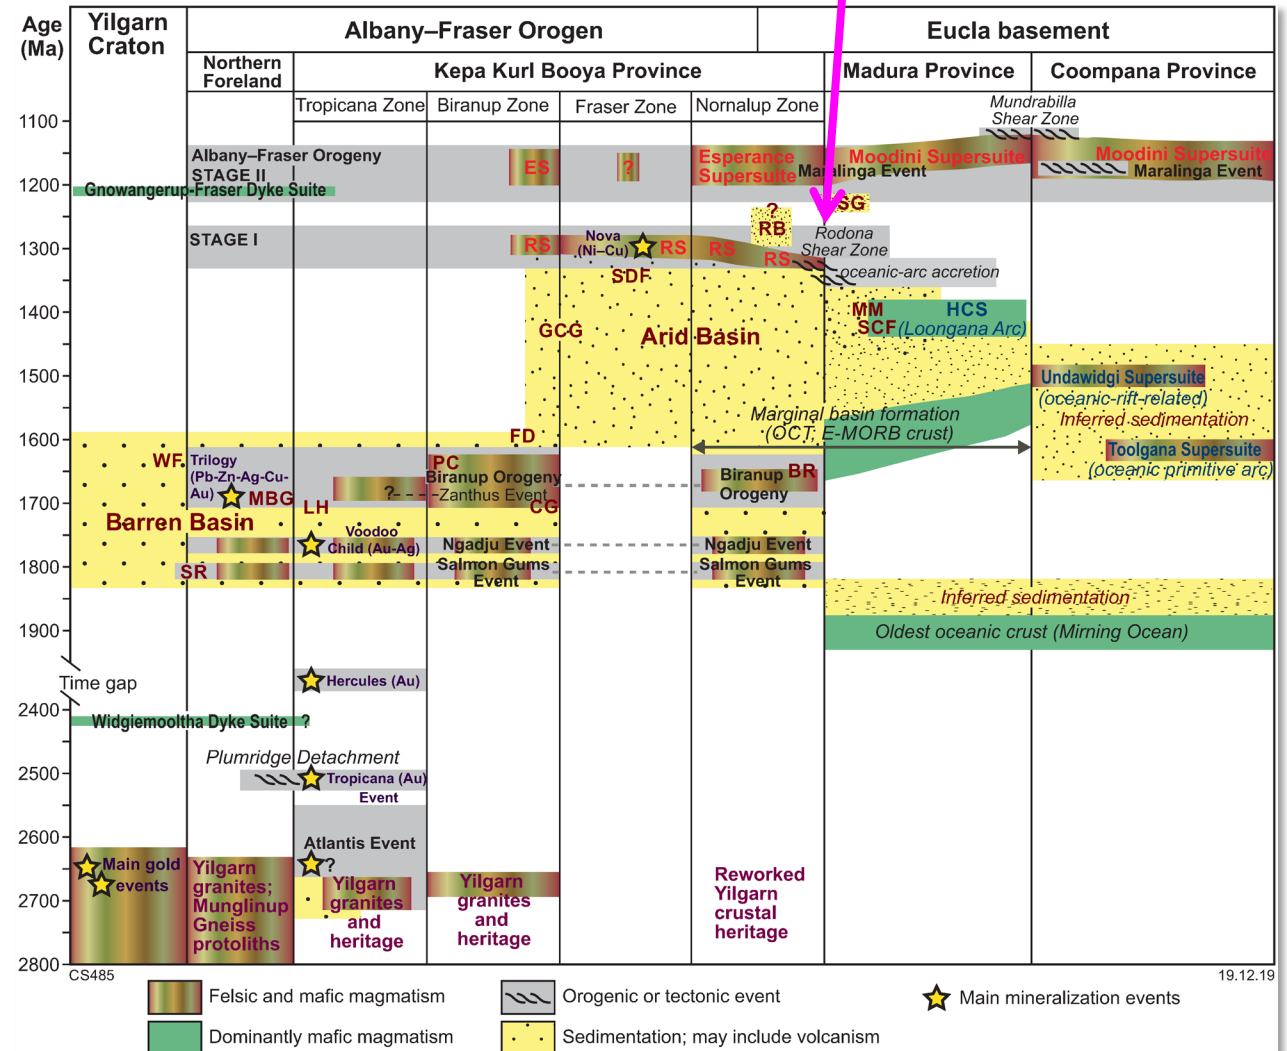 Age
(Ma)
Yilgarn
Craton
Albany–Fraser Orogen
Eucla basement
Northern
Foreland
Kepa Kurl Booya Province
Madura Province
Coompana Province
Tropicana Zone
Biranup Zone
Fraser Zone
Nornalup Zone
Mundrabilla
Shear Zone
1100
Albany–Fraser Orogeny
STAGE II
ES
?
Esperance
Supersuite
Moodini Supersuite
Maralinga Event
Moodini Supersuite
Maralinga Event
1200
Gnowangerup-Fraser Dyke Suite
SG
?
RB
STAGE I
Rodona
Shear Zone
1300
RS
Nova
(Ni–Cu)
RS
RS
RS
SDF
oceanic-arc accretion
1400
GCG
Arid Basin
MM
HCS
SCF
(Loongana Arc)
1500
Undawidgi Supersuite
(oceanic-rift-related)
Marginal basin formation
(OCT, E-MORB crust)
Inferred sedimentation
1600
FD
Toolgana Supersuite
(oceanic primitive arc)
WF
Trilogy
(Pb-Zn-Ag-Cu-
Au)
MBG
PC
Biranup Orogeny
?
Zanthus Event
BR
Biranup
Orogeny
1700
LH
CG
Barren Basin
Voodoo
Child (Au-Ag)
Ngadju Event
Ngadju Event
1800
SR
Salmon Gums
Event
Salmon Gums
Event
Inferred sedimentation
1900
Oldest oceanic crust (Mirning Ocean)
Time gap
Hercules (Au)
2400
Widgiemooltha Dyke Suite ?
Plumridge Detachment
2500
Tropicana (Au)
Event
2600
Atlantis Event
?
Main gold
events
Yilgarn
granites;
Munglinup
Gneiss
protoliths
Yilgarn
granites
and
heritage
Yilgarn
granites
and
heritage
Reworked
Yilgarn
crustal
heritage
2700
2800
CS485
19.12.19
Felsic and mafic magmatism
Orogenic or tectonic event
Main mineralization events
Dominantly mafic magmatism
Sedimentation; may include volcanism